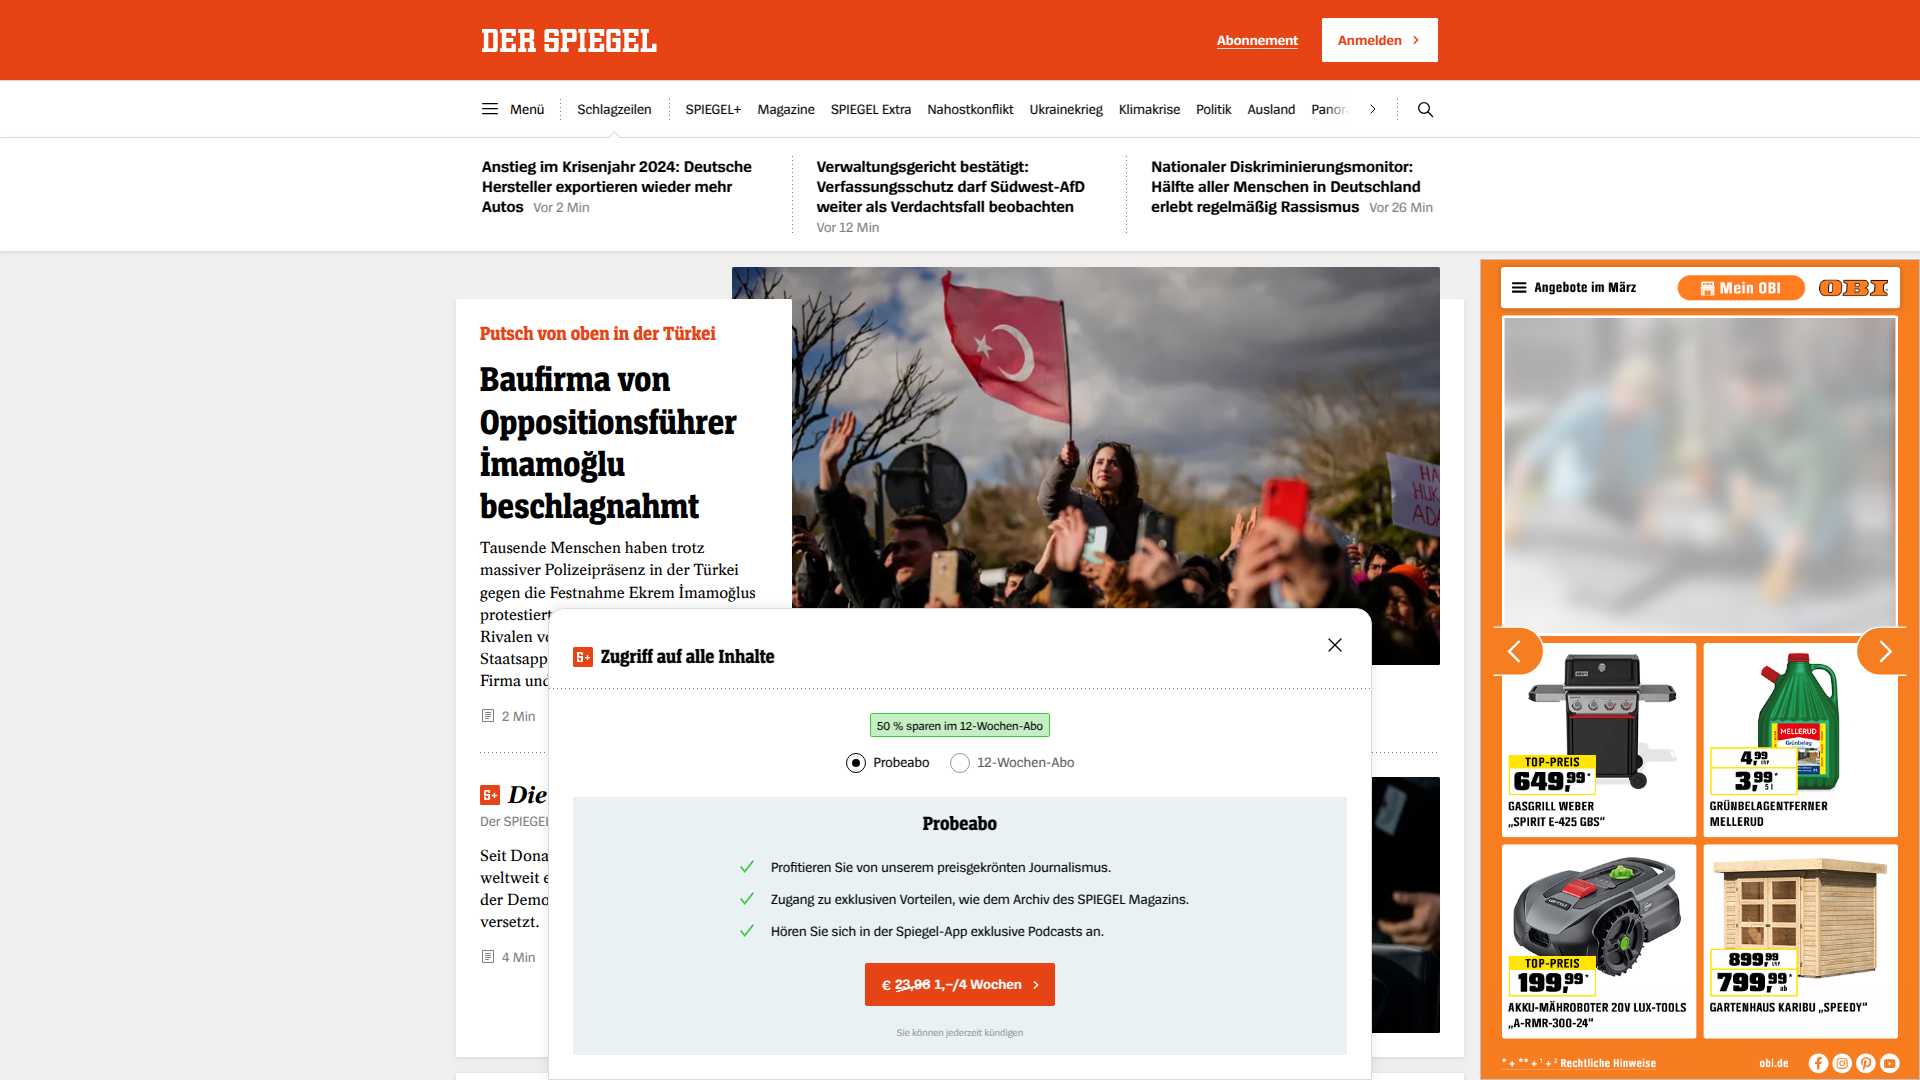 DER SPIEGEL
Abonnement
Anmelden
Menü
Schlagzeilen
SPIEGEL+
Magazine
SPIEGEL Extra
Nahostkonflikt
Ukrainekrieg
Klimakrise
Politik
Ausland
Anstieg im Krisenjahr 2024: Deutsche
Hersteller exportieren wieder mehr
Autos Vor 2 Min
Verwaltungsgericht bestätigt:
Verfassungsschutz darf Südwest-AfD
weiter als Verdachtsfall beobachten
Vor 12 Min
Nationaler Diskriminierungsmonitor:
Hälfte aller Menschen in Deutschland
erlebt regelmäßig Rassismus Vor 26 Min
Putsch von oben in der Türkei
Baufirma von
Oppositionsführer
İmamoğlu
beschlagnahmt
Tausende Menschen haben trotz
massiver Polizeipräsenz in der Türkei
gegen die Festnahme Ekrem İmamoğlus
protestiert
Rivalen v
Staatsapp
Firma und
2 Min
Die
Der SPIEGEL
Seit Dona
weltweit e
der Demo
versetzt.
4 Min
Zugriff auf alle Inhalte
50 % sparen im 12-Wochen-Abo
Probeabo
12-Wochen-Abo
Probeabo
Profitieren Sie von unserem preisgekrönten Journalismus.
Zugang zu exklusiven Vorteilen, wie dem Archiv des SPIEGEL Magazins.
Hören Sie sich in der Spiegel-App exklusive Podcasts an.
€ 23,96 1,–/4 Wochen
Sie können jederzeit kündigen
Angebote im März
Mein OBI
OBI
TOP-PREIS
649,99*
GASGRILL WEBER
„SPIRIT E-425 GBS“
MELLERUD
Grünbelag
4,99 UVP
3,99* 5 l
GRÜNBELAGENTFERNER
MELLERUD
TOP-PREIS
199,99*
AKKU-MÄHROBOTER 20V LUX-TOOLS
„A-RMR-300-24“
899,99 UVP
799,99* ab
GARTENHAUS KARIBU „SPEEDY“
* + ** + ¹ + ² Rechtliche Hinweise
obi.de